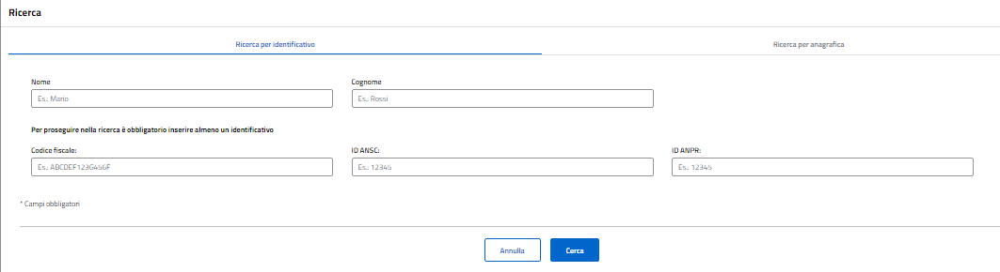 Ricerca
Ricerca per identificativo
Ricerca per anagrafica
Nome
Cognome
Es.: Mario
Es.: Rossi
Per proseguire nella ricerca è obbligatorio inserire almeno un identificativo
Codice fiscale:
ID ANSC:
ID ANPR:
Es.: ABCDEF123G456F
Es.: 12345
Es.: 12345
* Campi obbligatori
Annulla
Cerca